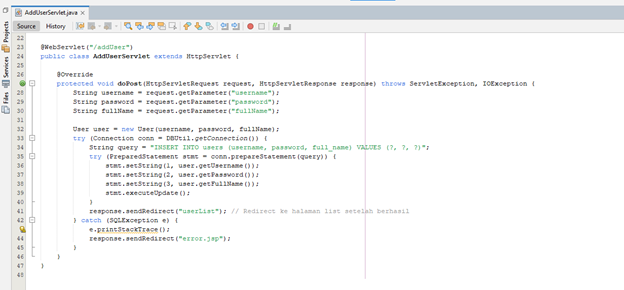 AddUserServlet.java
Source History
Projects
Services
Files
22
23 @WebServlet("/addUser")
24 public class AddUserServlet extends HttpServlet {
25
26 @Override
protected void doPost(HttpServletRequest request, HttpServletResponse response) throws ServletException, IOException {
28 String username = request.getParameter("username");
29 String password = request.getParameter("password");
30 String fullName = request.getParameter("fullName");
31
32 User user = new User(username, password, fullName);
33 try (Connection conn = DBUtil.getConnection()) {
34 String query = "INSERT INTO users (username, password, full_name) VALUES (?, ?, ?)";
35 try (PreparedStatement stmt = conn.prepareStatement(query)) {
36 stmt.setString(1, user.getUsername());
37 stmt.setString(2, user.getPassword());
38 stmt.setString(3, user.getFullName());
39 stmt.executeUpdate();
40 }
41 response.sendRedirect("userList"); // Redirect ke halaman list setelah berhasil
42 } catch (SQLException e) {
e.printStackTrace();
44 response.sendRedirect("error.jsp");
45 }
46 }
47 }
48